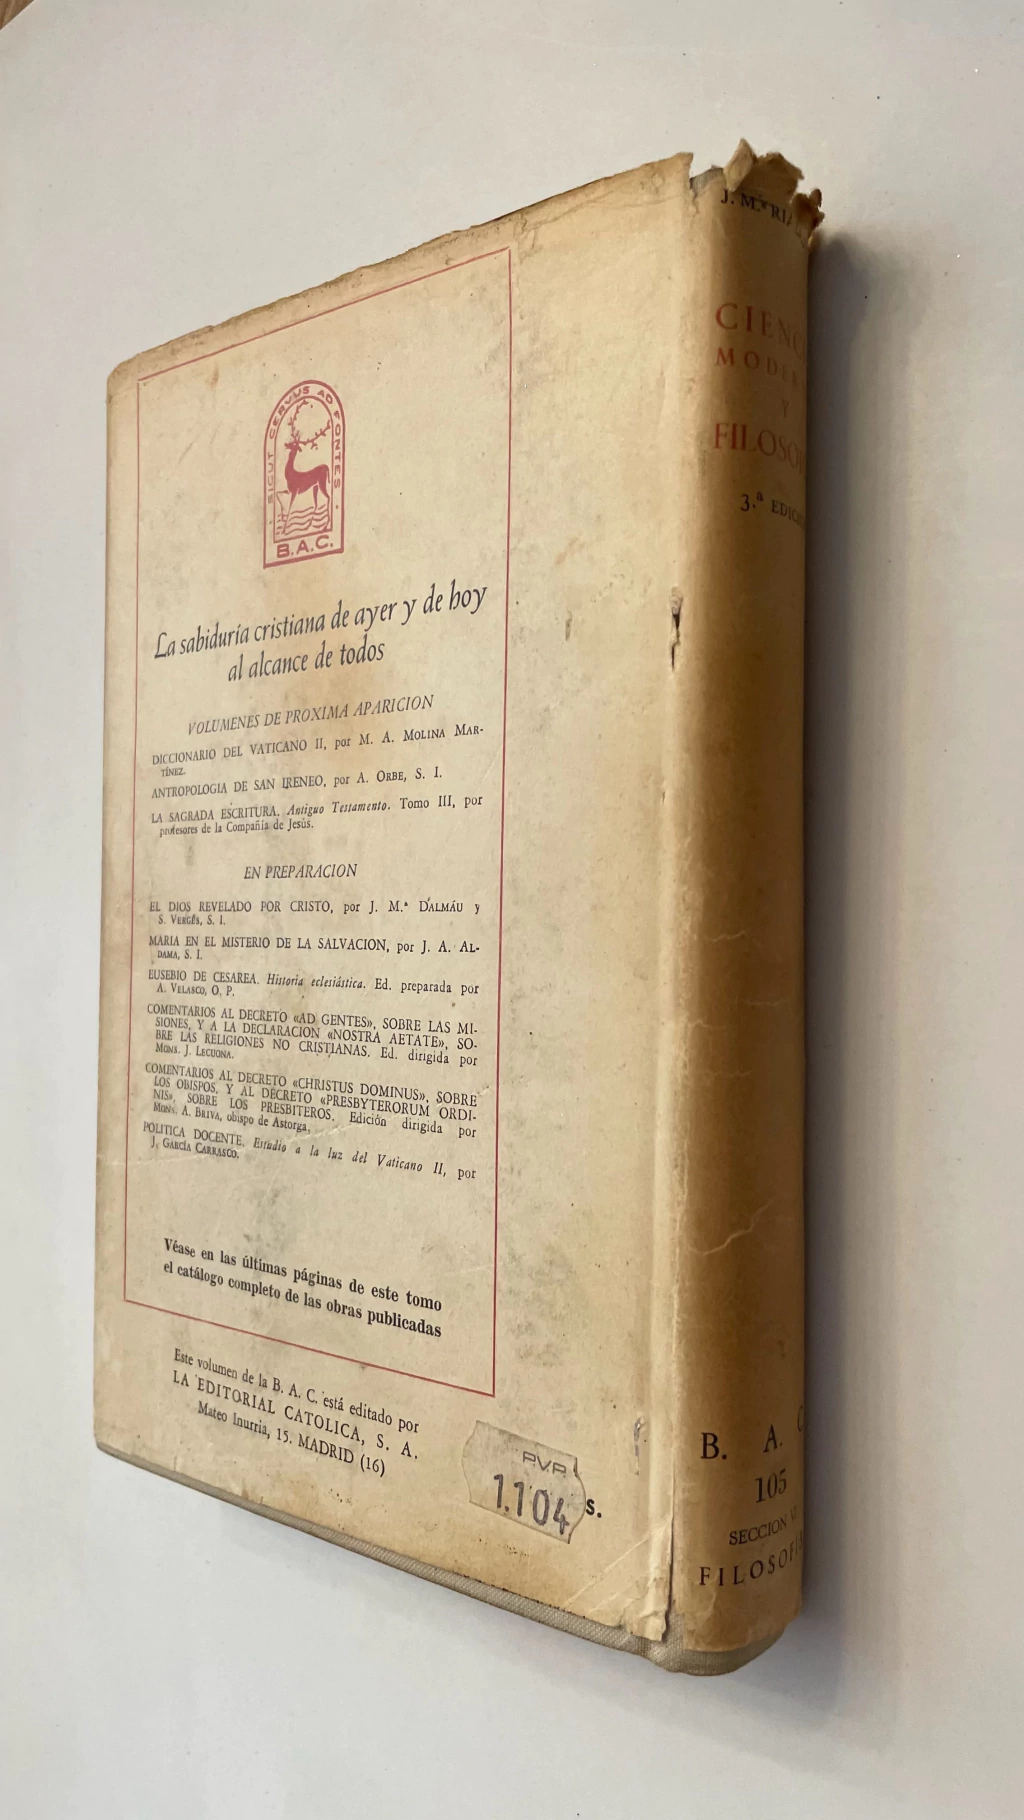 SICUT CERVUS AD FONTES
B.A.C.
La sabiduría cristiana de ayer y de hoy
al alcance de todos
VOLUMENES DE PROXIMA APARICION
DICCIONARIO DEL VATICANO II, por M. A. MOLINA MAR-
TÍNEZ.
ANTROPOLOGIA DE SAN IRENEO, por A. ORBE, S. I.
LA SAGRADA ESCRITURA. Antiguo Testamento. Tomo III, por
profesores de la Compañía de Jesús.
EN PREPARACION
EL DIOS REVELADO POR CRISTO, por J. M.ª DALMÁU y
S. VERGÉS, S. I.
MARIA EN EL MISTERIO DE LA SALVACION, por J. A. AL-
DAMA, S. I.
EUSEBIO DE CESAREA. Historia eclesiástica. Ed. preparada por
A. VELASCO, O. P.
COMENTARIOS AL DECRETO «AD GENTES», SOBRE LAS MI-
SIONES, Y A LA DECLARACION «NOSTRA AETATE», SO-
BRE LAS RELIGIONES NO CRISTIANAS. Ed. dirigida por
MONS. J. LECUONA.
COMENTARIOS AL DECRETO «CHRISTUS DOMINUS», SOBRE
LOS OBISPOS, Y AL DECRETO «PRESBYTERORUM ORDI-
NIS», SOBRE LOS PRESBITEROS. Edición dirigida por
MONS. A. BRIVA, obispo de Astorga.
POLITICA DOCENTE. Estudio a la luz del Vaticano II, por
J. GARCÍA CARRASCO.
Véase en las últimas páginas de este tomo
el catálogo completo de las obras publicadas
Este volumen de la B. A. C. está editado por
LA EDITORIAL CATOLICA, S. A.
Mateo Inurria, 15. MADRID (16)
P.V.P.
1.104 s.
J. M.ª RIA
CIENC
MODER
Y
FILOSO
3.ª EDIC
B. A. C
105
SECCION VI
FILOSOFI